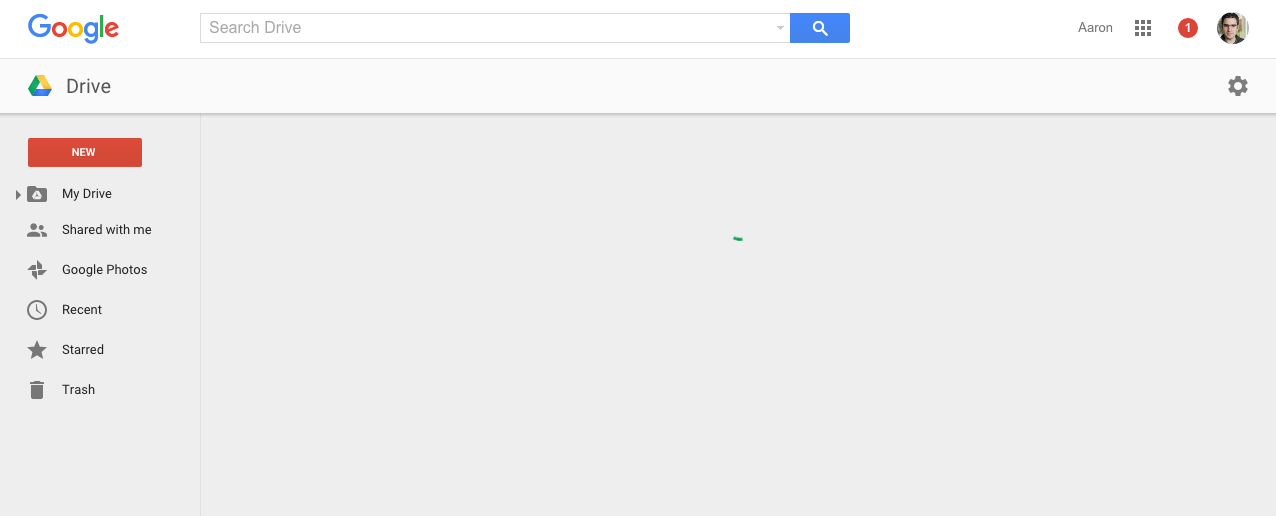 Google
Search Drive
Aaron
1
Drive
NEW
My Drive
Shared with me
Google Photos
Recent
Starred
Trash